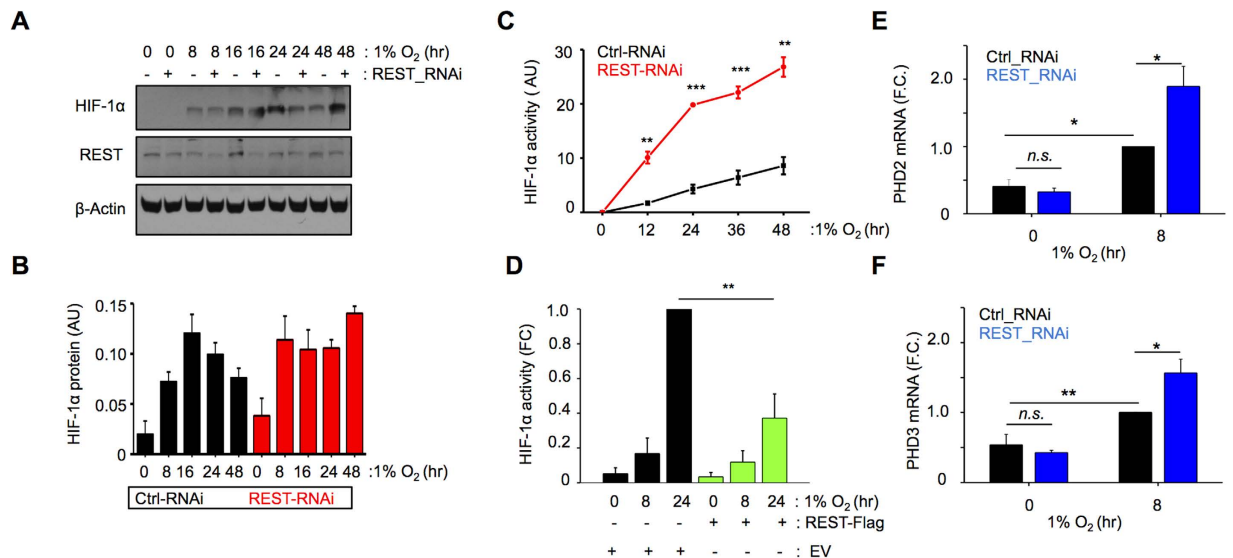 A
0 0 8 8 16 16 24 24 48 48 : 1% O2 (hr)
- + - + - + - + - + : REST_RNAi
HIF-1α
REST
β-Actin
B
HIF-1α protein (AU)
0.15
0.10
0.05
0
0 8 16 24 48 0 8 16 24 48 :1% O2 (hr)
Ctrl-RNAi REST-RNAi
C
HIF-1α activity (AU)
30
20
10
0
Ctrl-RNAi
REST-RNAi
** *** *** **
0 12 24 36 48 :1% O2 (hr)
D
HIF-1α activity (FC)
1.0
0.8
0.6
0.4
0.2
0
**
0 8 24 0 8 24 : 1% O2 (hr)
- - - + + + : REST-Flag
+ + + - - - : EV
E
PHD2 mRNA (F.C.)
2.0
1.0
0
Ctrl_RNAi
REST_RNAi
*
*
n.s.
0 8
1% O2 (hr)
F
PHD3 mRNA (F.C.)
2.0
1.0
0
Ctrl_RNAi
REST_RNAi
*
**
n.s.
0 8
1% O2 (hr)